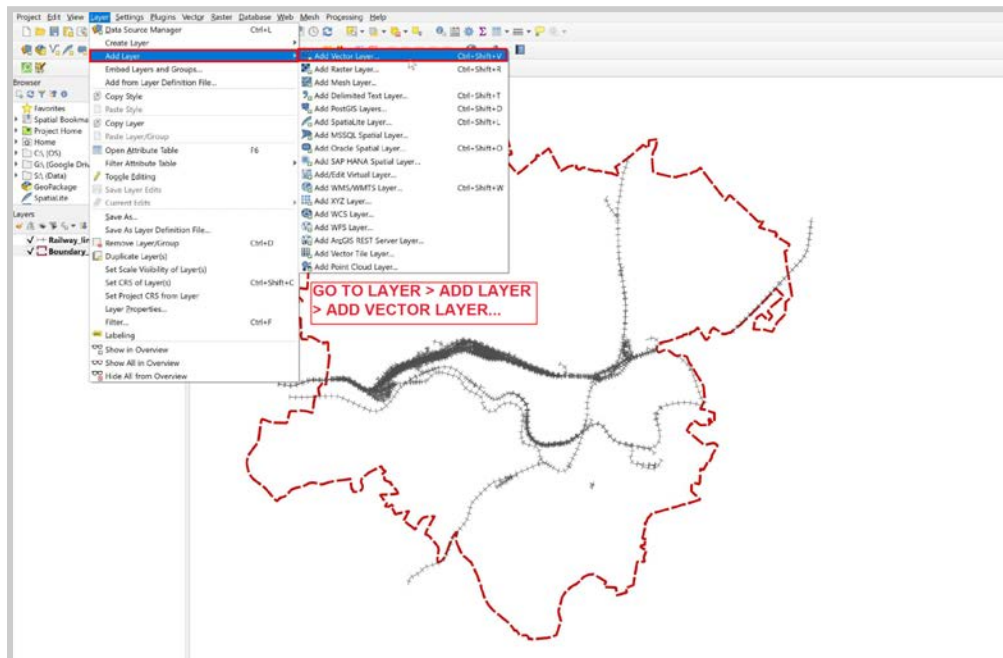 Project Edit View Layer Settings Plugins Vector Raster Database Web Mesh Processing Help
Data Source Manager Ctrl+L
Create Layer
Add Layer
Embed Layers and Groups...
Add from Layer Definition File...
Copy Style
Paste Style
Copy Layer
Paste Layer/Group
Open Attribute Table F6
Filter Attribute Table
Toggle Editing
Save Layer Edits
Current Edits
Save As...
Save As Layer Definition File...
Remove Layer/Group Ctrl+D
Duplicate Layer(s)
Set Scale Visibility of Layer(s)
Set CRS of Layer(s) Ctrl+Shift+C
Set Project CRS from Layer
Layer Properties...
Filter... Ctrl+F
Labeling
Show in Overview
Show All in Overview
Hide All from Overview
Add Vector Layer... Ctrl+Shift+V
Add Raster Layer... Ctrl+Shift+R
Add Mesh Layer...
Add Delimited Text Layer... Ctrl+Shift+T
Add PostGIS Layers... Ctrl+Shift+D
Add SpatiaLite Layer... Ctrl+Shift+L
Add MSSQL Spatial Layer...
Add Oracle Spatial Layer... Ctrl+Shift+O
Add SAP HANA Spatial Layer...
Add/Edit Virtual Layer...
Add WMS/WMTS Layer... Ctrl+Shift+W
Add XYZ Layer...
Add WCS Layer...
Add WFS Layer...
Add ArcGIS REST Server Layer...
Add Vector Tile Layer...
Add Point Cloud Layer...
Browser
Favorites
Spatial Bookma
Project Home
Home
C:\ (OS)
G:\ (Google Driv
S:\ (Data)
GeoPackage
SpatiaLite
Layers
Railway_lin
Boundary_
GO TO LAYER > ADD LAYER
> ADD VECTOR LAYER...